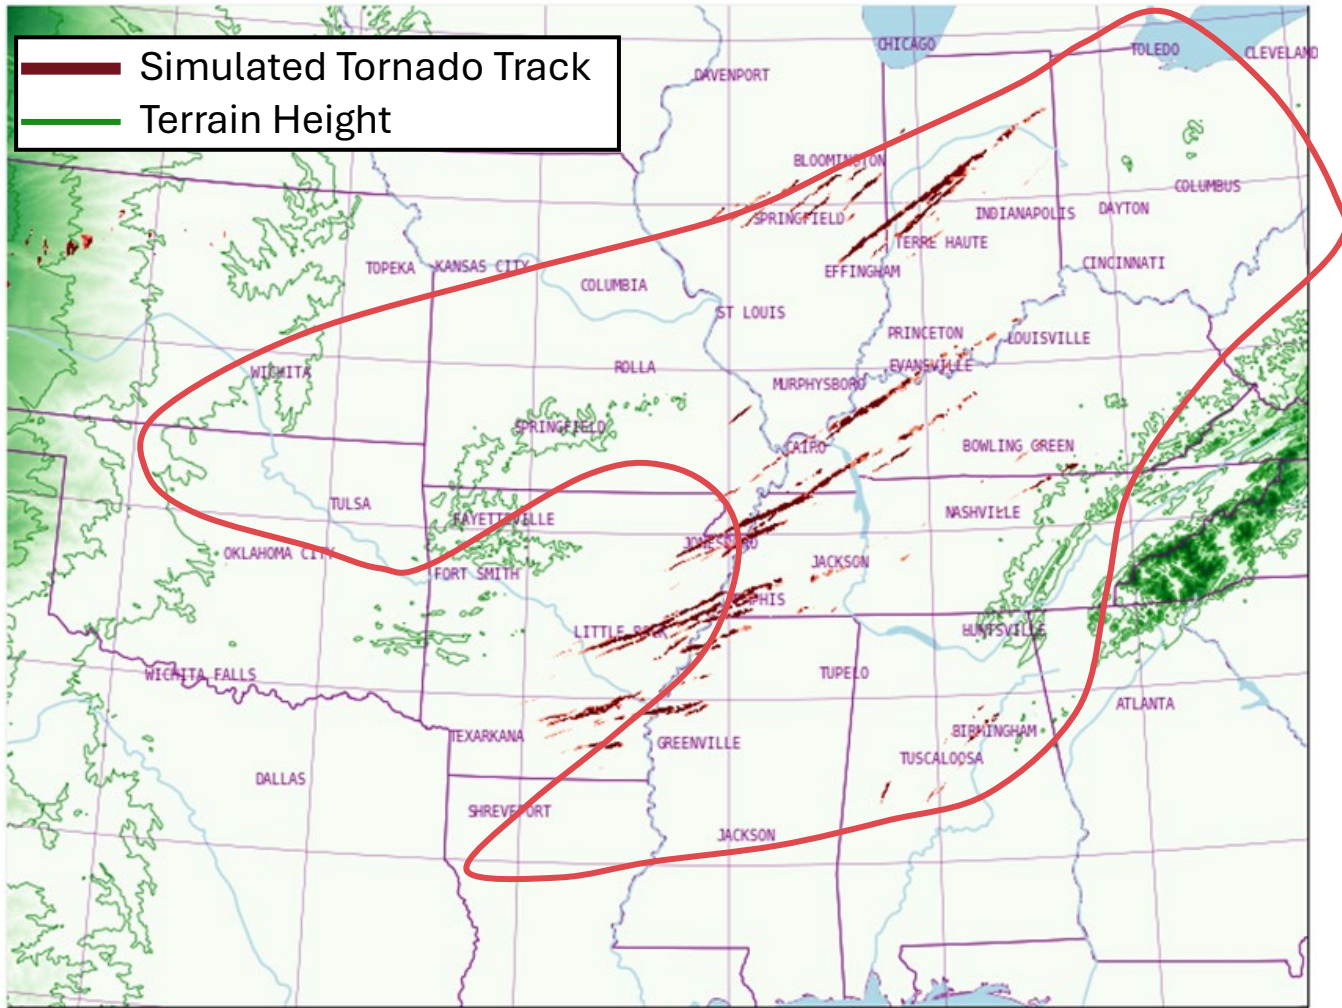 Simulated Tornado Track
Terrain Height
CHICAGO
TOLEDO
CLEVELAND
DAVENPORT
BLOOMINGTON
COLUMBUS
SPRINGFIELD
INDIANAPOLIS
DAYTON
TERRE HAUTE
TOPEKA
KANSAS CITY
EFFINGHAM
CINCINNATI
COLUMBIA
ST LOUIS
PRINCETON
LOUISVILLE
WICHITA
ROLLA
EVANSVILLE
MURPHYSBORO
SPRINGFIELD
CAIRO
BOWLING GREEN
TULSA
FAYETTEVILLE
NASHVILLE
OKLAHOMA CITY
JONESBORO
FORT SMITH
JACKSON
MEMPHIS
LITTLE ROCK
HUNTSVILLE
WICHITA FALLS
TUPELO
ATLANTA
TEXARKANA
GREENVILLE
BIRMINGHAM
TUSCALOOSA
DALLAS
SHREVEPORT
JACKSON